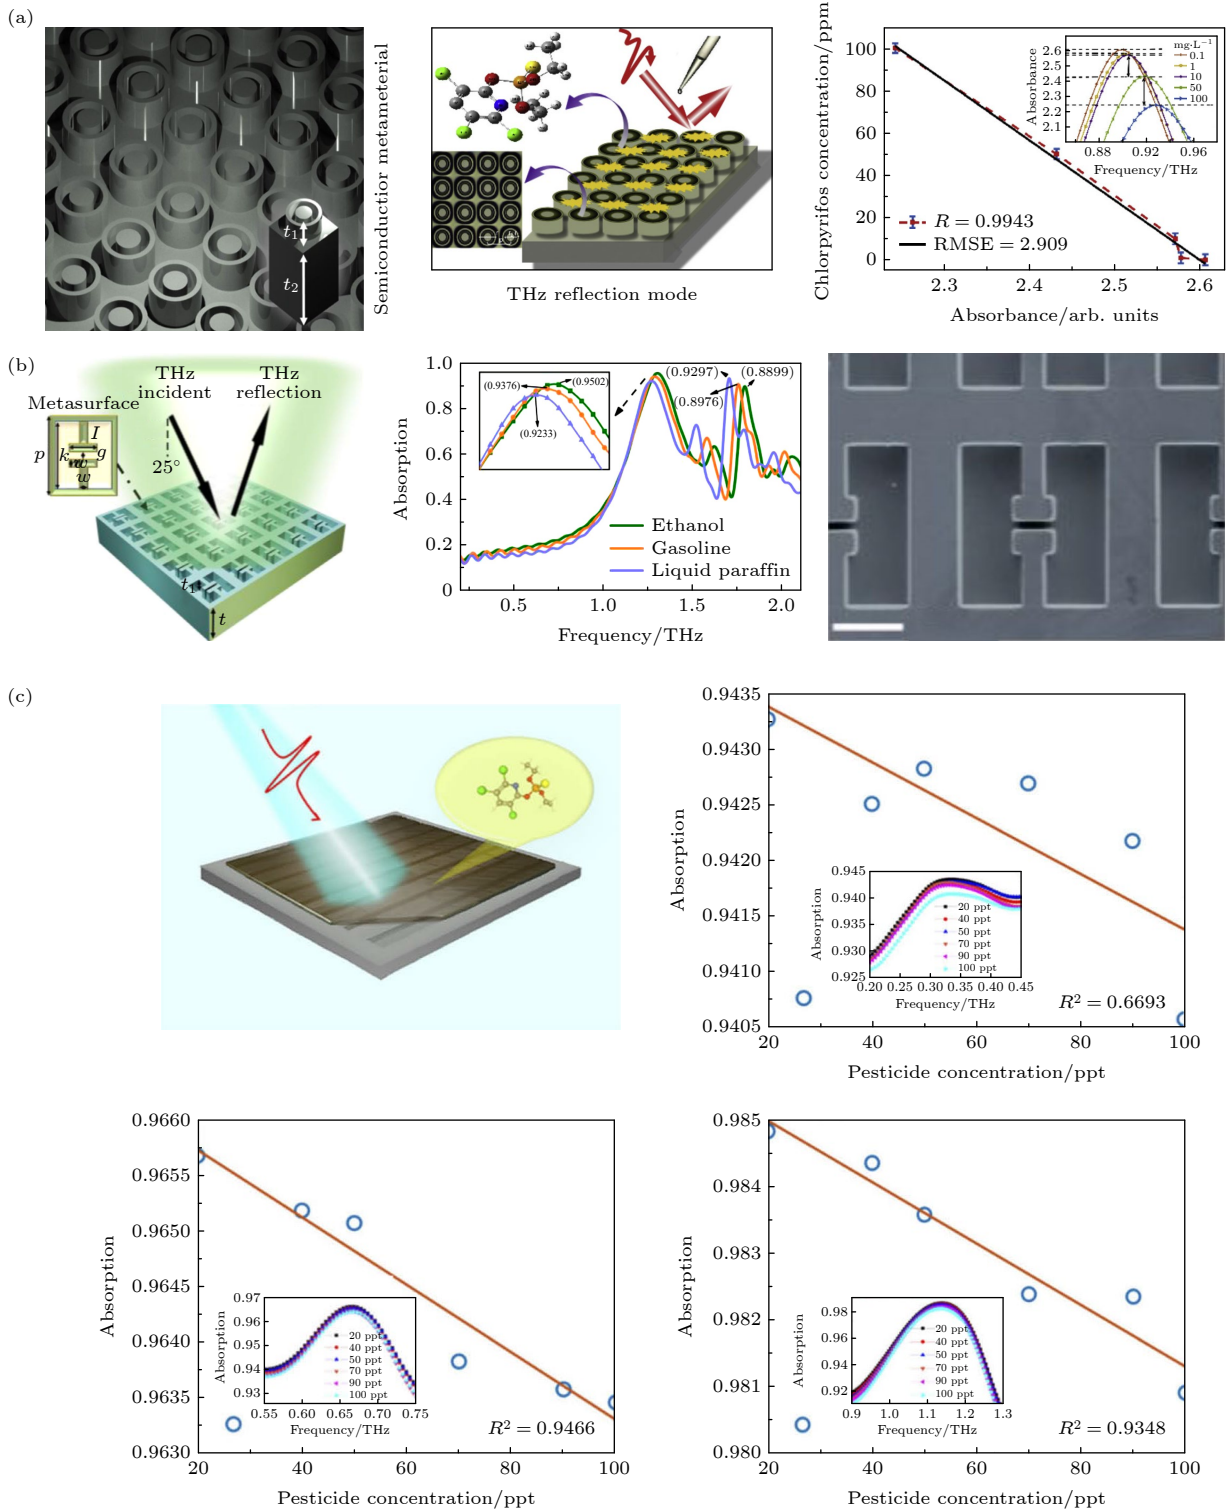 (a)
t₁
t₂
Semiconductior metameterial
THz reflection mode
Chlorpyrifos concentration/ppm
100
80
60
40
20
0
2.3
2.4
2.5
2.6
Absorbance/arb. units
R = 0.9943
RMSE = 2.909
Absorbance
2.6
2.5
2.4
2.3
2.2
2.1
0.88
0.92
0.96
Frequency/THz
mg·L⁻¹
0.1
1
10
50
100
(b)
THz incident
THz reflection
Metasurface
p
k
I
g
w
w
25°
t₁
t
Absorption
1.0
0.8
0.6
0.4
0.2
0
0.5
1.0
1.5
2.0
Frequency/THz
(0.9376)
(0.9502)
(0.9233)
(0.9297)
(0.8899)
(0.8976)
Ethanol
Gasoline
Liquid paraffin
(c)
Absorption
0.9435
0.9430
0.9425
0.9420
0.9415
0.9410
0.9405
20
40
60
80
100
Pesticide concentration/ppt
R² = 0.6693
Absorption
0.945
0.940
0.935
0.930
0.925
0.20
0.25
0.30
0.35
0.40
0.45
Frequency/THz
20 ppt
40 ppt
50 ppt
70 ppt
90 ppt
100 ppt
Absorption
0.9660
0.9655
0.9650
0.9645
0.9640
0.9635
0.9630
20
40
60
80
100
Pesticide concentration/ppt
R² = 0.9466
Absorption
0.97
0.96
0.95
0.94
0.93
0.55
0.60
0.65
0.70
0.75
Frequency/THz
20 ppt
40 ppt
50 ppt
70 ppt
90 ppt
100 ppt
Absorption
0.985
0.984
0.983
0.982
0.981
0.980
20
40
60
80
100
Pesticide concentration/ppt
R² = 0.9348
Absorption
0.98
0.96
0.94
0.92
0.9
1.0
1.1
1.2
1.3
Frequency/THz
20 ppt
40 ppt
50 ppt
70 ppt
90 ppt
100 ppt